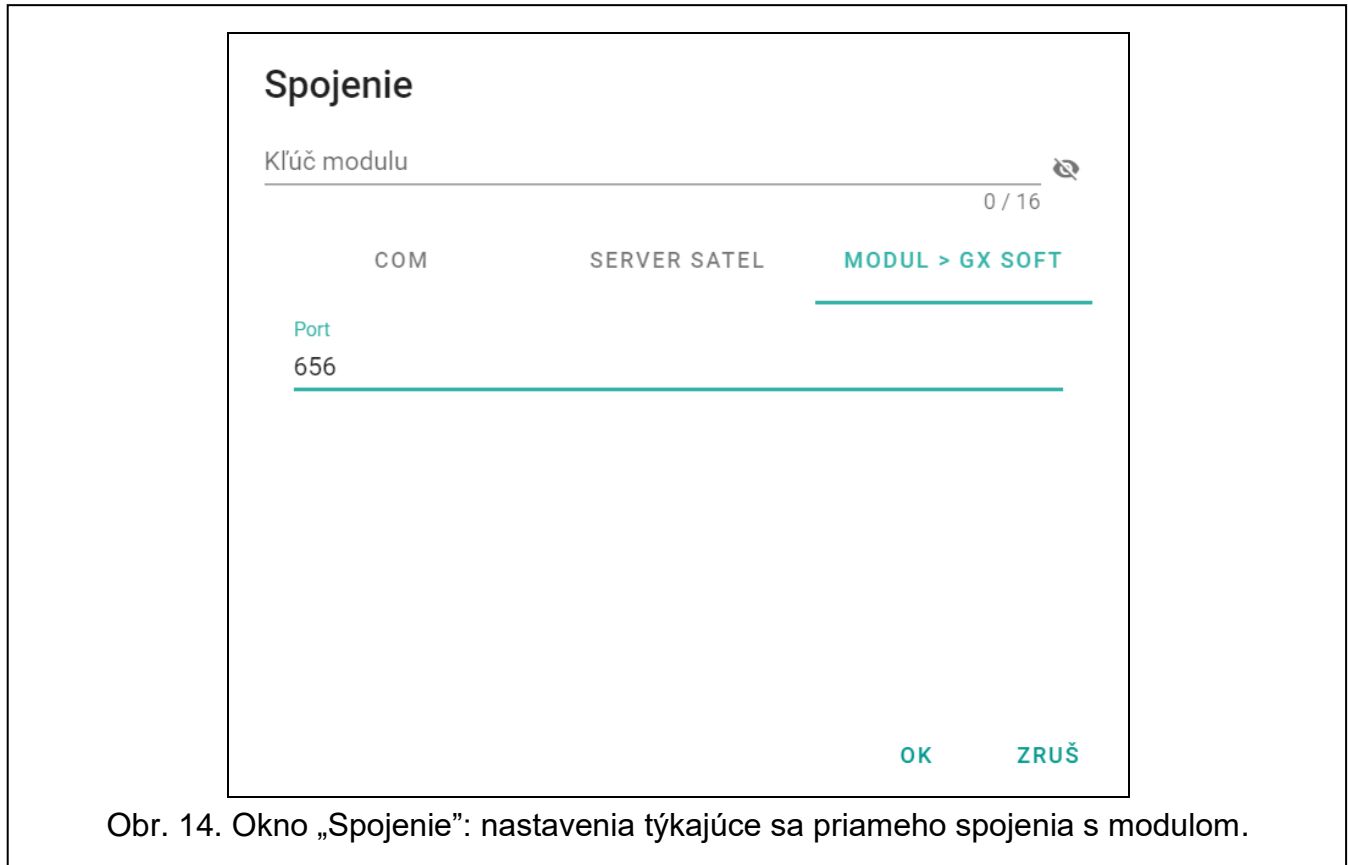 Spojenie
Kľúč modulu
0 / 16
COM SERVER SATEL MODUL > GX SOFT
Port
656
OK ZRUŠ
Obr. 14. Okno „Spojenie”: nastavenia týkajúce sa priameho spojenia s modulom.